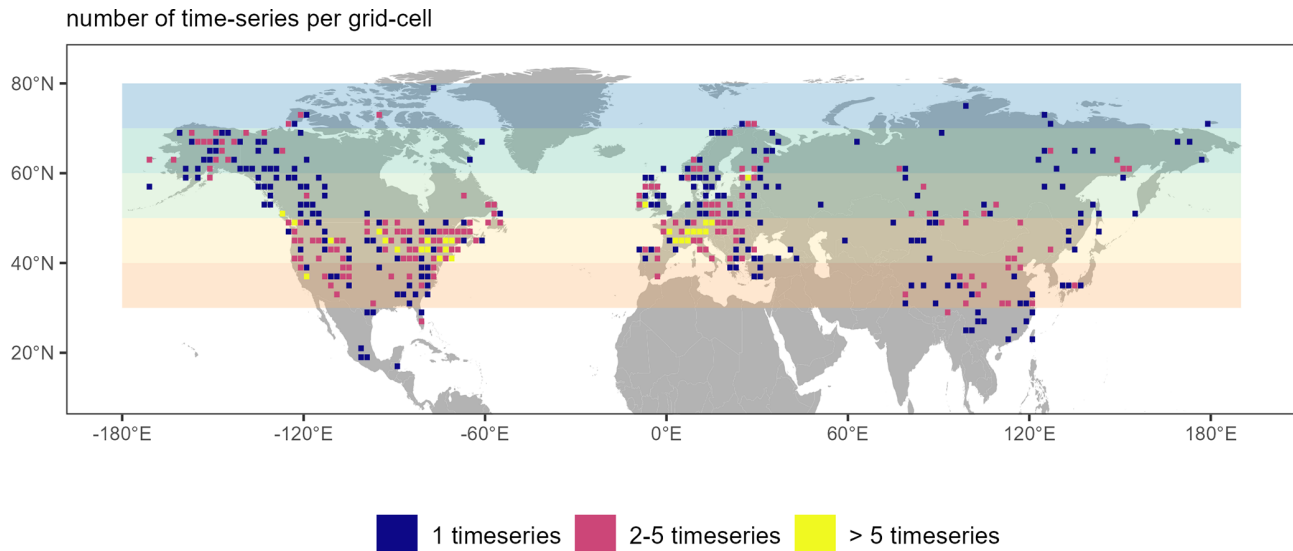 number of time-series per grid-cell
80°N
60°N
40°N
20°N
-180°E -120°E -60°E 0°E 60°E 120°E 180°E
1 timeseries 2-5 timeseries > 5 timeseries